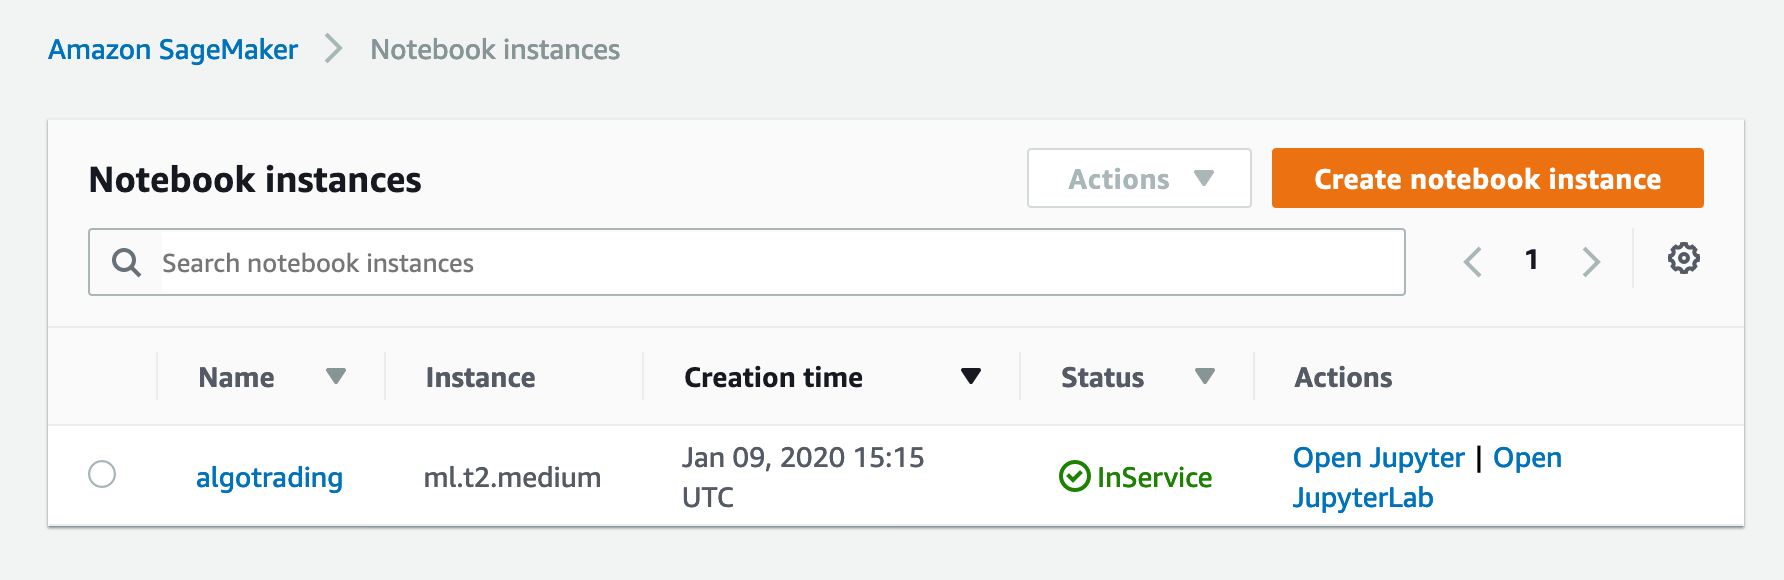 Amazon SageMaker > Notebook instances
Notebook instances
Actions
Create notebook instance
Search notebook instances
1
Name Instance Creation time Status Actions
algotrading ml.t2.medium Jan 09, 2020 15:15 InService Open Jupyter | Open
UTC JupyterLab